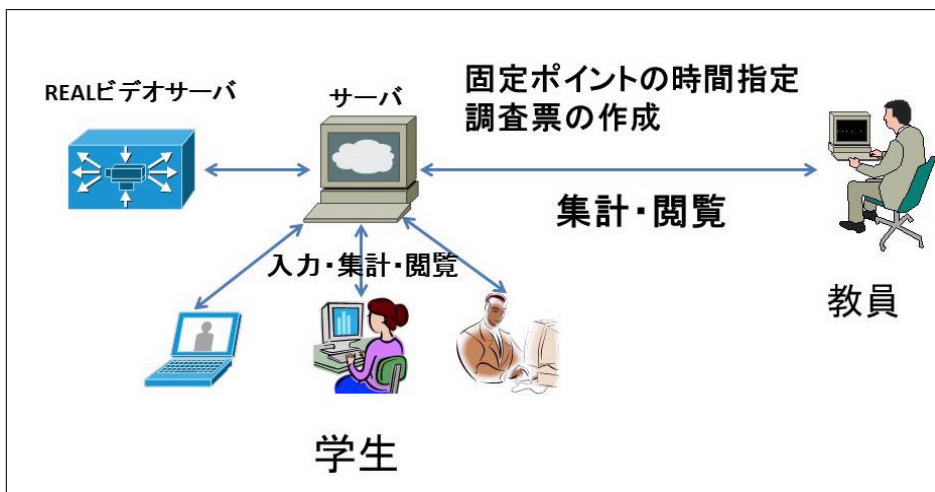 REALビデオサーバ
サーバ
固定ポイントの時間指定
調査票の作成
集計・閲覧
入力・集計・閲覧
教員
学生